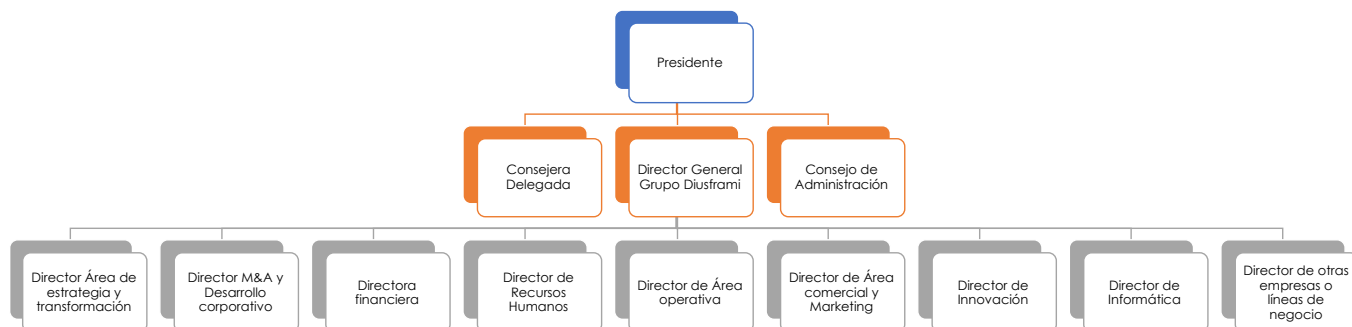 Presidente
Consejera
Delegada
Director General
Grupo Diusframi
Consejo de
Administración
Director Área de
estrategia y
transformación
Director M&A y
Desarrollo
corporativo
Directora
financiera
Director de
Recursos
Humanos
Director de Área
operativa
Director de Área
comercial y
Marketing
Director de
Innovación
Director de
Informática
Director de otras
empresas o
líneas de
negocio